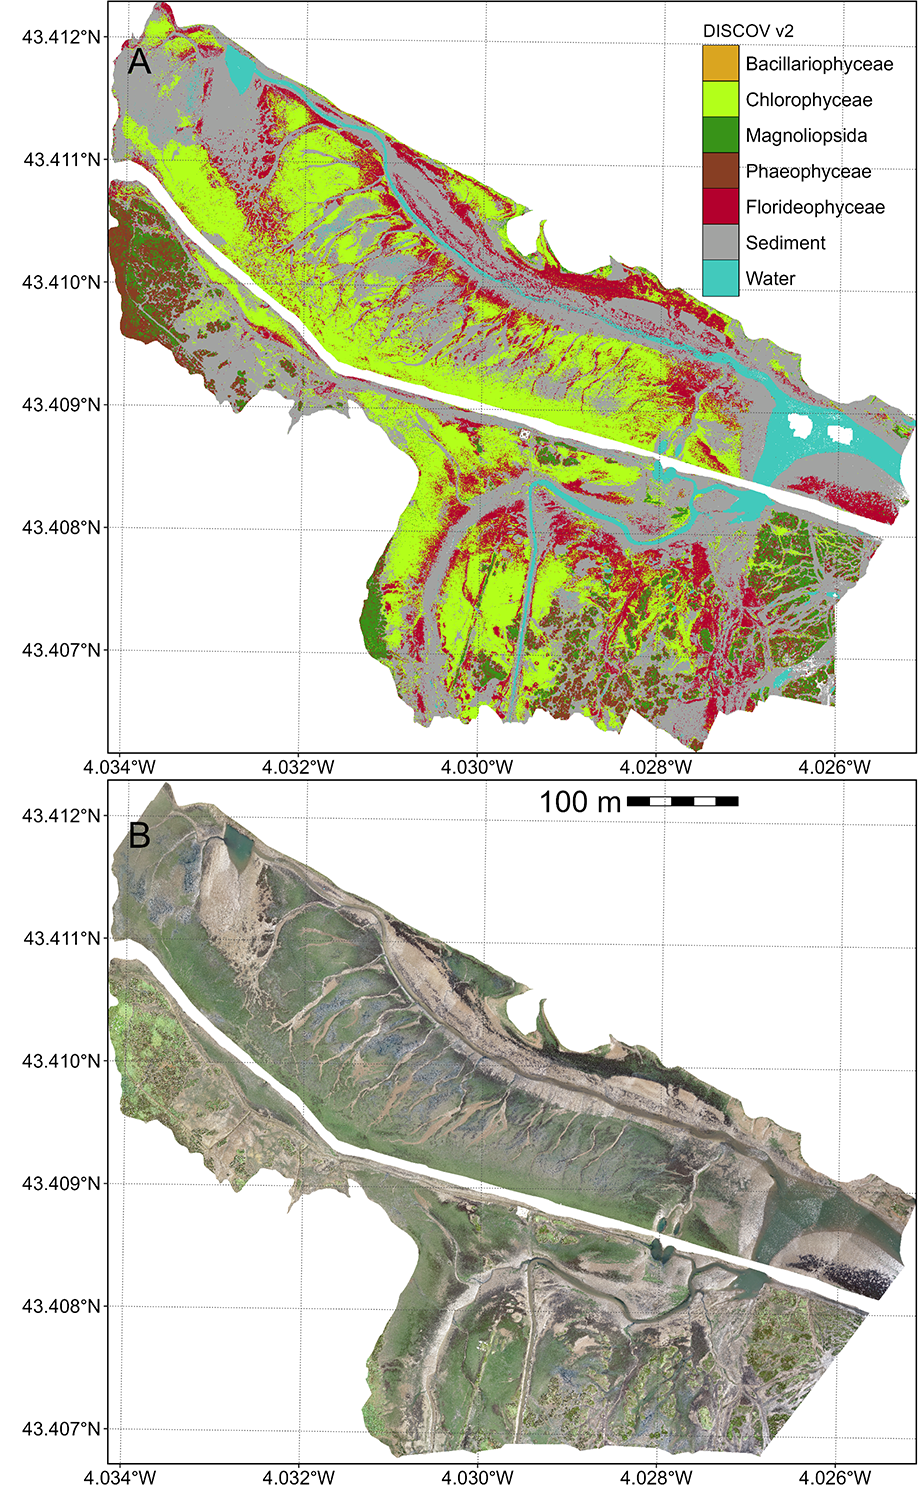 DISCOV v2
Bacillariophyceae
Chlorophyceae
Magnoliopsida
Phaeophyceae
Florideophyceae
Sediment
Water
A
43.412°N
43.411°N
43.410°N
43.409°N
43.408°N
43.407°N
4.034°W 4.032°W 4.030°W 4.028°W 4.026°W
100 m
B
43.412°N
43.411°N
43.410°N
43.409°N
43.408°N
43.407°N
4.034°W 4.032°W 4.030°W 4.028°W 4.026°W